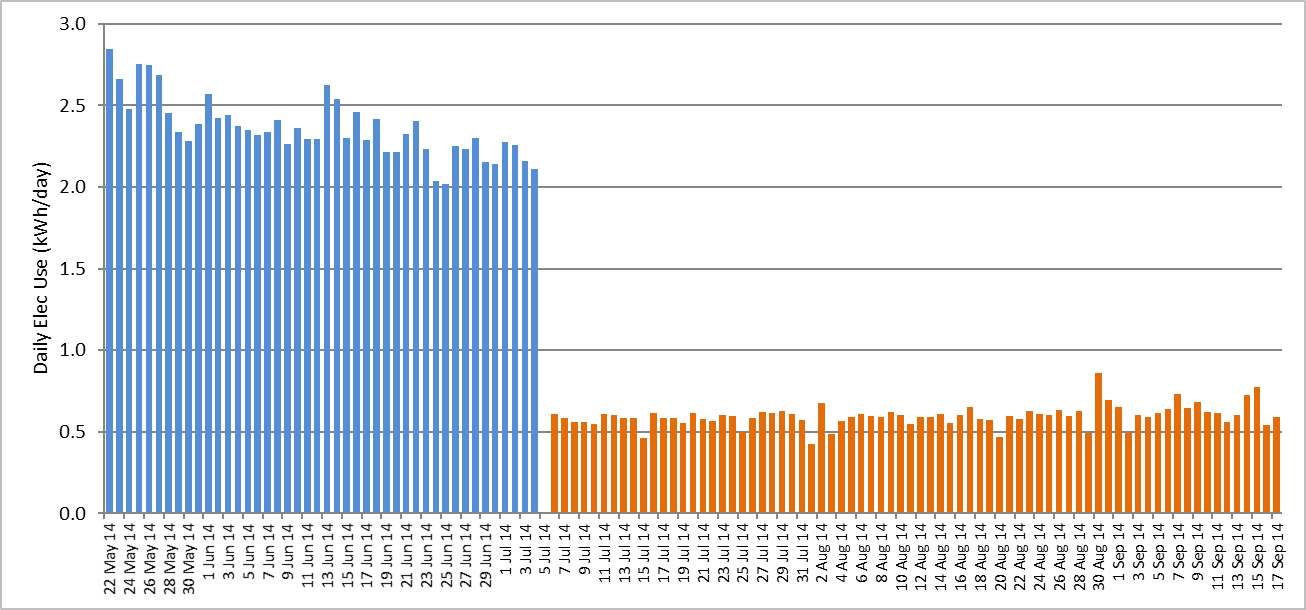 3.0
2.5
2.0
1.5
1.0
0.5
0.0
Daily Elec Use (kWh/day)
22 May 14
24 May 14
26 May 14
28 May 14
30 May 14
1 Jun 14
3 Jun 14
5 Jun 14
7 Jun 14
9 Jun 14
11 Jun 14
13 Jun 14
15 Jun 14
17 Jun 14
19 Jun 14
21 Jun 14
23 Jun 14
25 Jun 14
27 Jun 14
29 Jun 14
1 Jul 14
3 Jul 14
5 Jul 14
7 Jul 14
9 Jul 14
11 Jul 14
13 Jul 14
15 Jul 14
17 Jul 14
19 Jul 14
21 Jul 14
23 Jul 14
25 Jul 14
27 Jul 14
29 Jul 14
31 Jul 14
2 Aug 14
4 Aug 14
6 Aug 14
8 Aug 14
10 Aug 14
12 Aug 14
14 Aug 14
16 Aug 14
18 Aug 14
20 Aug 14
22 Aug 14
24 Aug 14
26 Aug 14
28 Aug 14
30 Aug 14
1 Sep 14
3 Sep 14
5 Sep 14
7 Sep 14
9 Sep 14
11 Sep 14
13 Sep 14
15 Sep 14
17 Sep 14